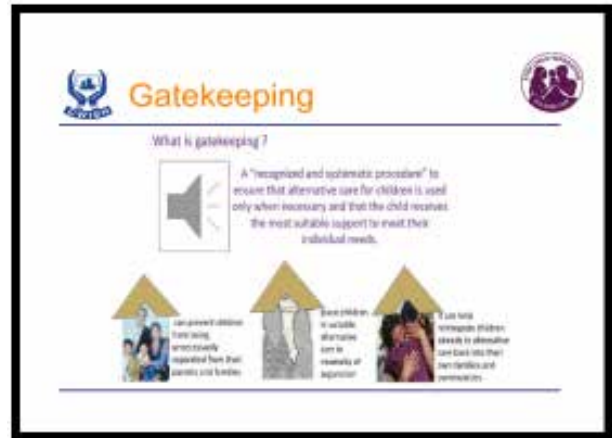 Gatekeeping
What is gatekeeping ?
A "recognized and systematic procedure" to
ensure that alternative care for children is used
only when necessary and that the child receives
the most suitable support to meet their
individual needs.
can prevent children
from being
unnecessarily
separated from their
parents and families
children
in suitable
alternative
care
separation
It can help
reintegrate children
already in alternative
care back into their
own families and
communities